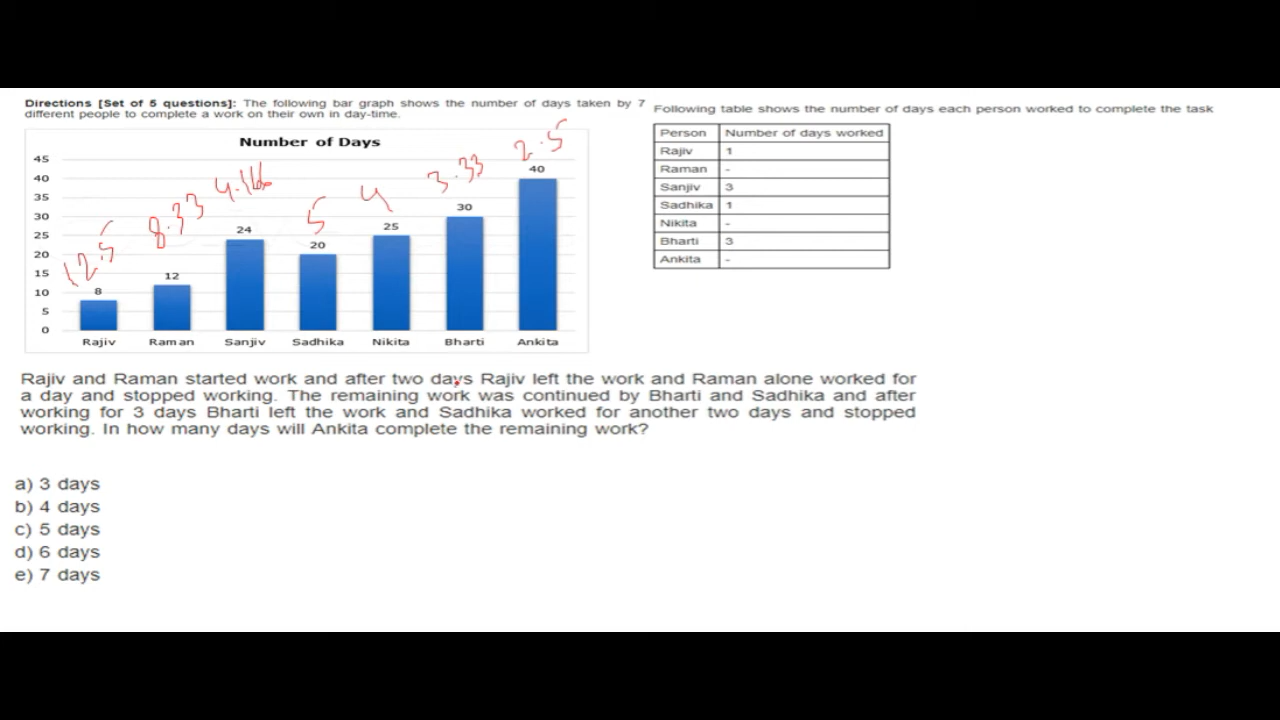 Directions [Set of 5 questions]: The following bar graph shows the number of days taken by 7
different people to complete a work on their own in day-time.
Number of Days
45
40
35
30
25
20
15
10
5
0
12.5
8.33
4.166
5
4
3.33
2.5
8
12
24
20
25
30
40
Rajiv Raman Sanjiv Sadhika Nikita Bharti Ankita
Following table shows the number of days each person worked to complete the task
Person Number of days worked
Rajiv 1
Raman -
Sanjiv 3
Sadhika 1
Nikita -
Bharti 3
Ankita -
Rajiv and Raman started work and after two days Rajiv left the work and Raman alone worked for
a day and stopped working. The remaining work was continued by Bharti and Sadhika and after
working for 3 days Bharti left the work and Sadhika worked for another two days and stopped
working. In how many days will Ankita complete the remaining work?
a) 3 days
b) 4 days
c) 5 days
d) 6 days
e) 7 days